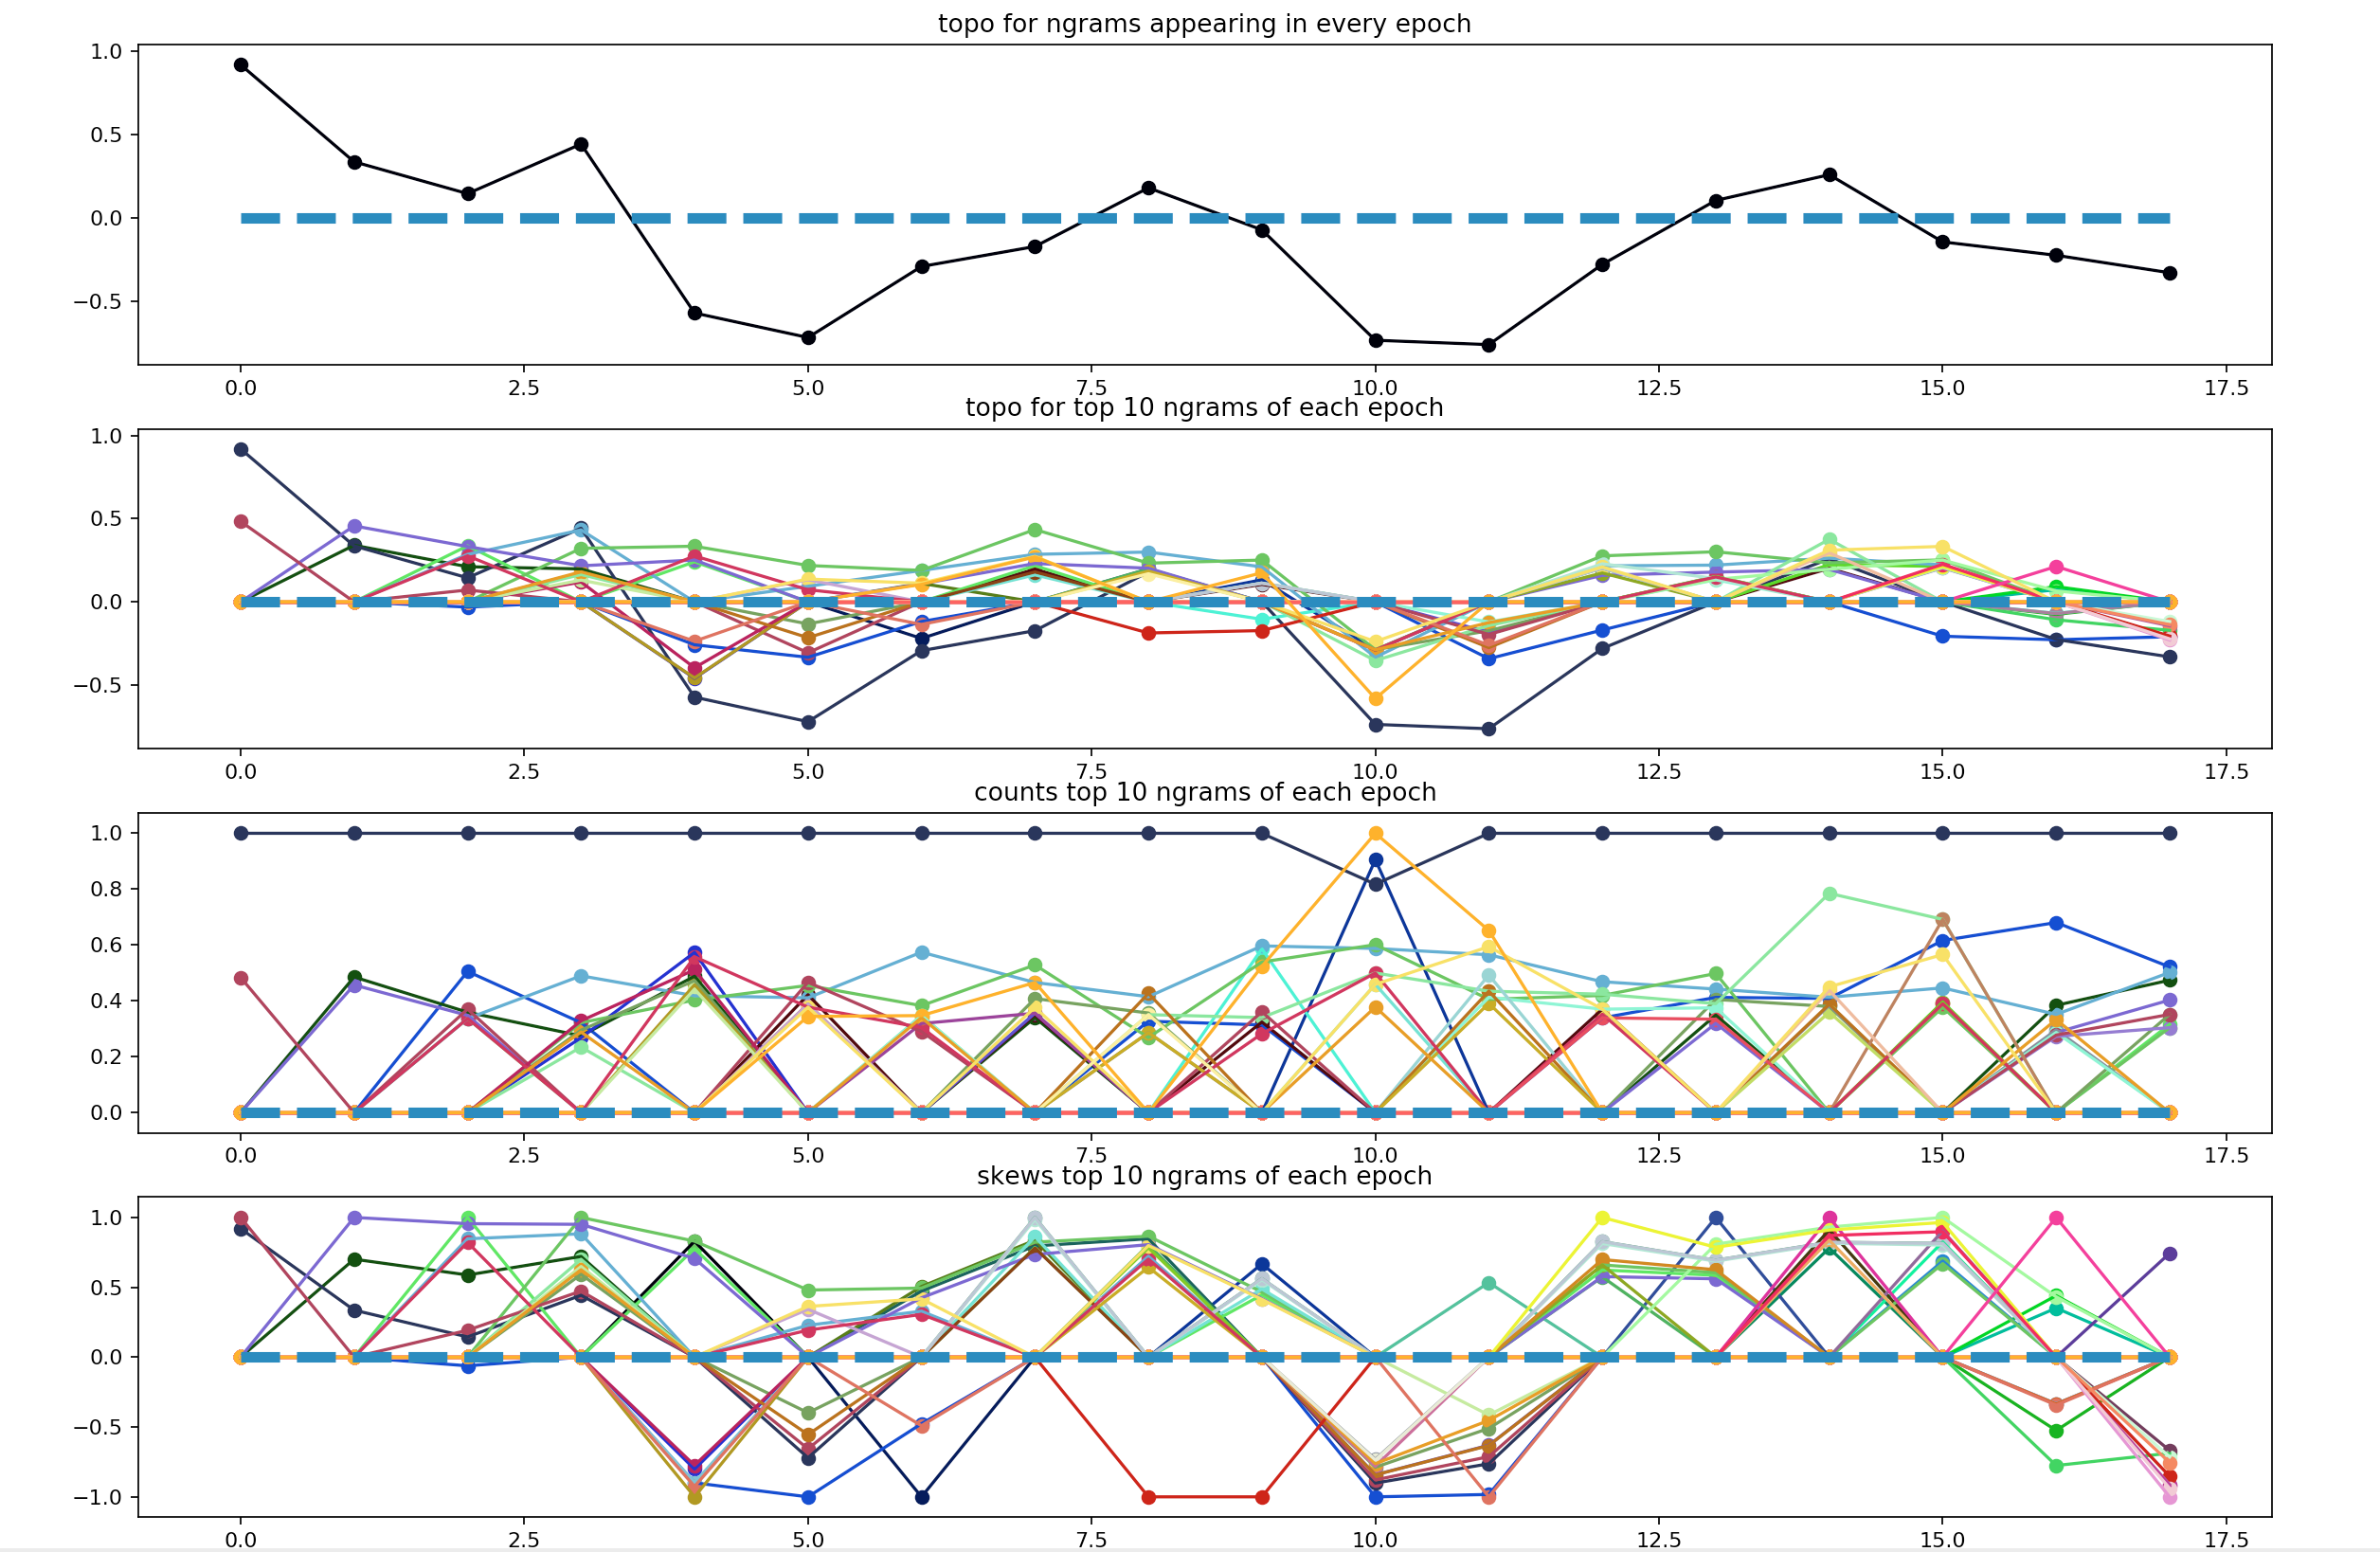 topo for ngrams appearing in every epoch
1.0
0.5
0.0
−0.5
0.0 2.5 5.0 7.5 10.0 12.5 15.0 17.5
topo for top 10 ngrams of each epoch
1.0
0.5
0.0
−0.5
0.0 2.5 5.0 7.5 10.0 12.5 15.0 17.5
counts top 10 ngrams of each epoch
1.0
0.8
0.6
0.4
0.2
0.0
0.0 2.5 5.0 7.5 10.0 12.5 15.0 17.5
skews top 10 ngrams of each epoch
1.0
0.5
0.0
−0.5
−1.0
0.0 2.5 5.0 7.5 10.0 12.5 15.0 17.5